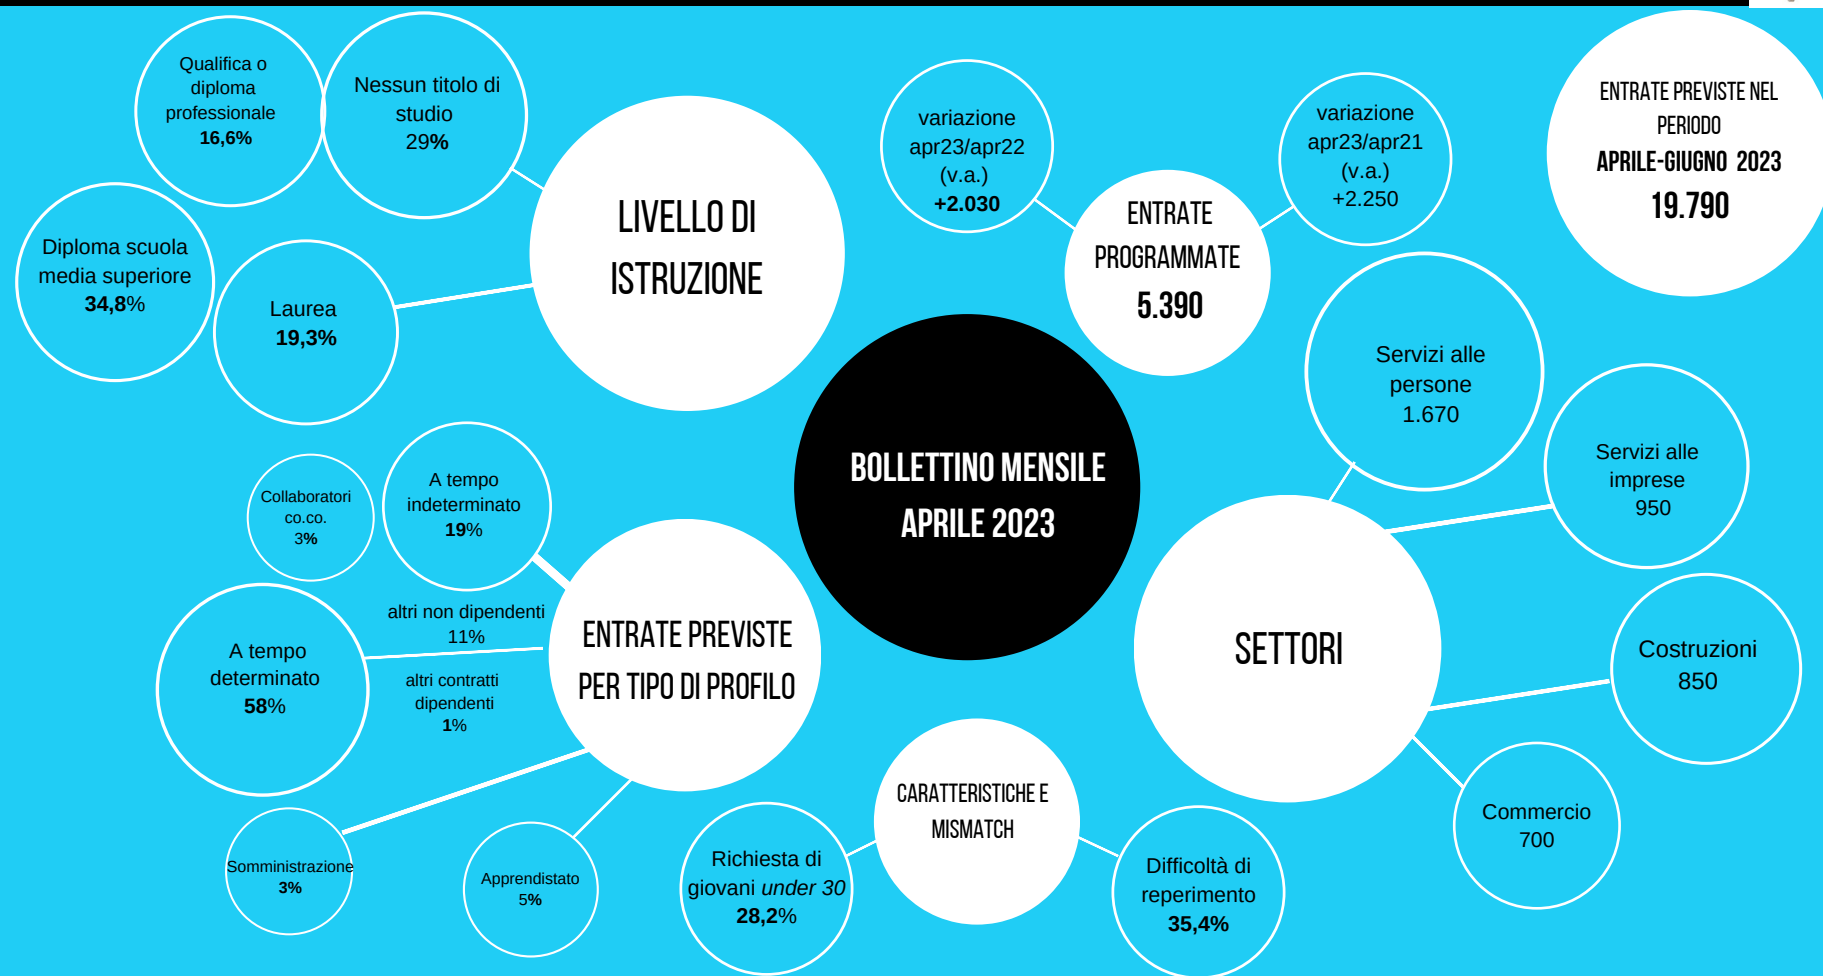 Qualifica o
diploma
professionale
16,6%
Nessun titolo di
studio
29%
Diploma scuola
media superiore
34,8%
Laurea
19,3%
LIVELLO DI
ISTRUZIONE
variazione
apr23/apr22
(v.a.)
+2.030
ENTRATE
PROGRAMMATE
5.390
variazione
apr23/apr21
(v.a.)
+2.250
ENTRATE PREVISTE NEL
PERIODO
APRILE-GIUGNO 2023
19.790
BOLLETTINO MENSILE
APRILE 2023
Servizi alle
persone
1.670
Servizi alle
imprese
950
SETTORI
Costruzioni
850
Commercio
700
Collaboratori
co.co.
3%
A tempo
indeterminato
19%
altri non dipendenti
11%
A tempo
determinato
58%
altri contratti
dipendenti
1%
ENTRATE PREVISTE
PER TIPO DI PROFILO
Somministrazione
3%
Apprendistato
5%
CARATTERISTICHE E
MISMATCH
Richiesta di
giovani under 30
28,2%
Difficoltà di
reperimento
35,4%